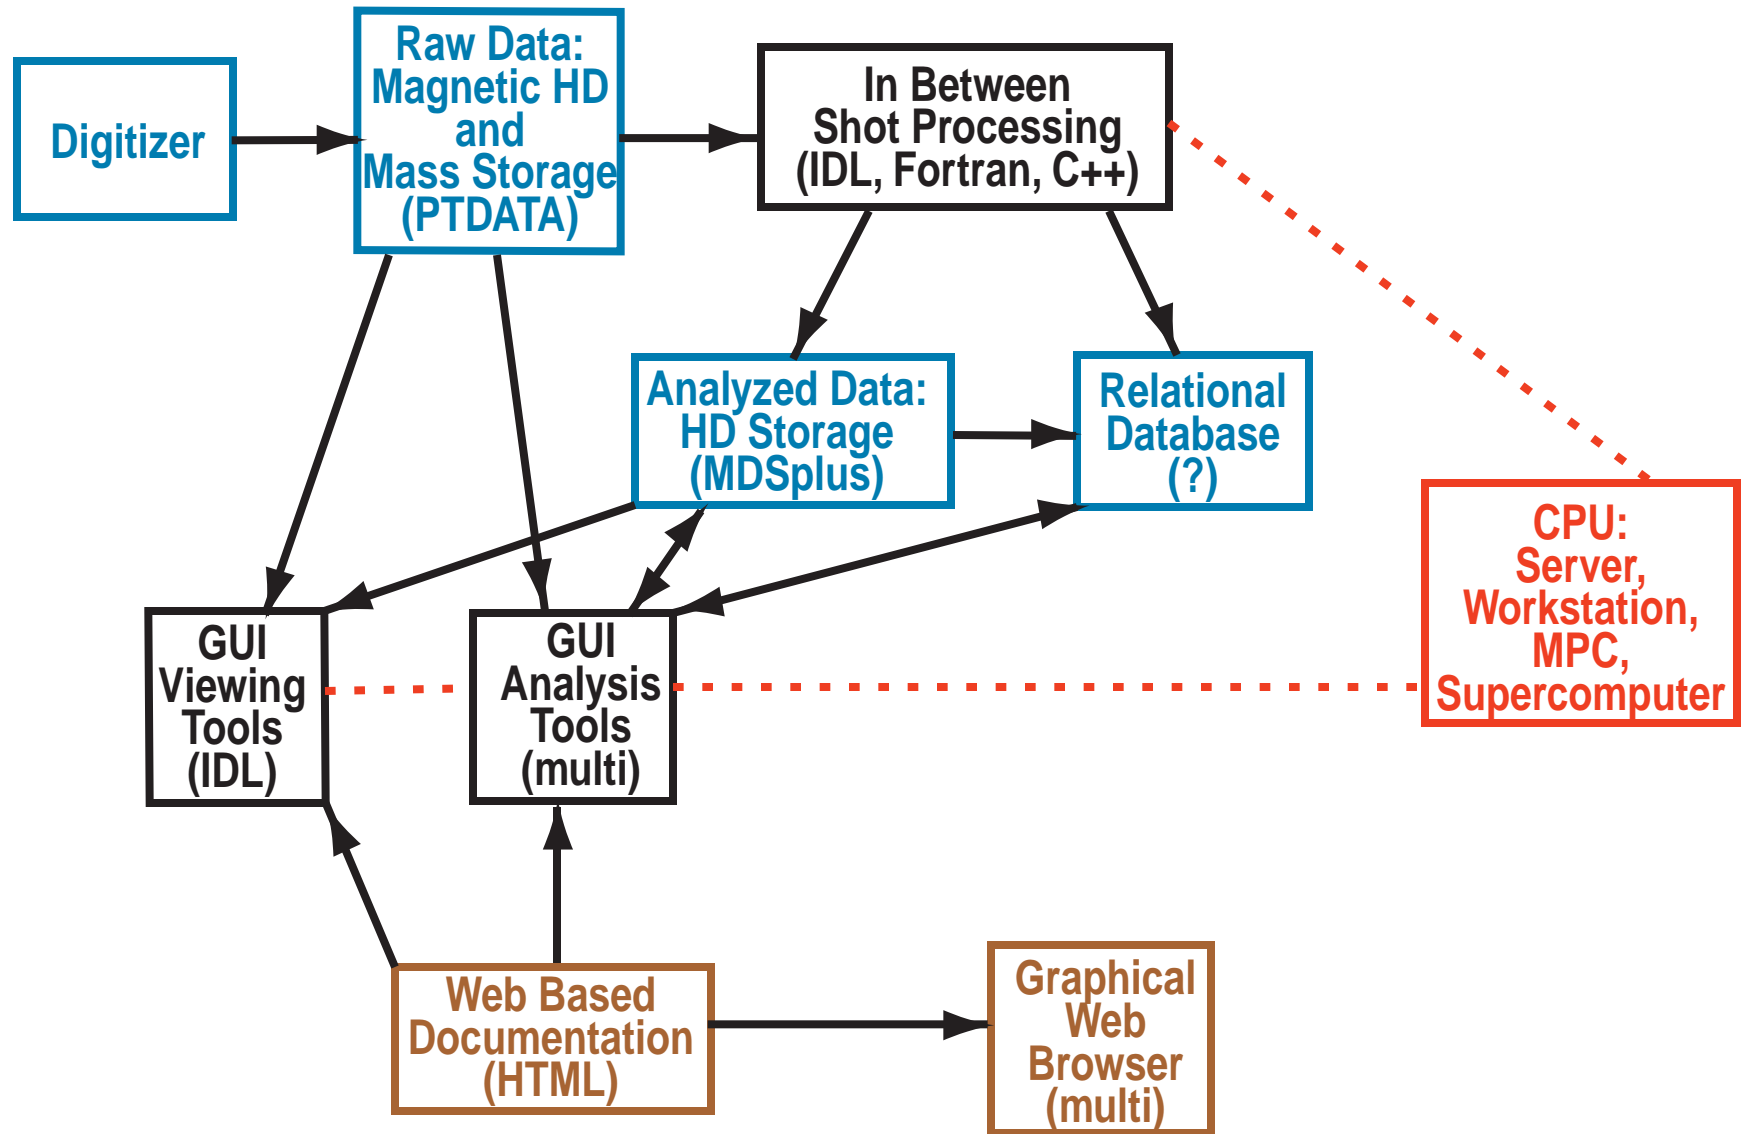 Digitizer
Raw Data:
Magnetic HD
and
Mass Storage
(PTDATA)
In Between
Shot Processing
(IDL, Fortran, C++)
Analyzed Data:
HD Storage
(MDSplus)
Relational
Database
(?)
CPU:
Server,
Workstation,
MPC,
Supercomputer
GUI
Viewing
Tools
(IDL)
GUI
Analysis
Tools
(multi)
Web Based
Documentation
(HTML)
Graphical
Web
Browser
(multi)